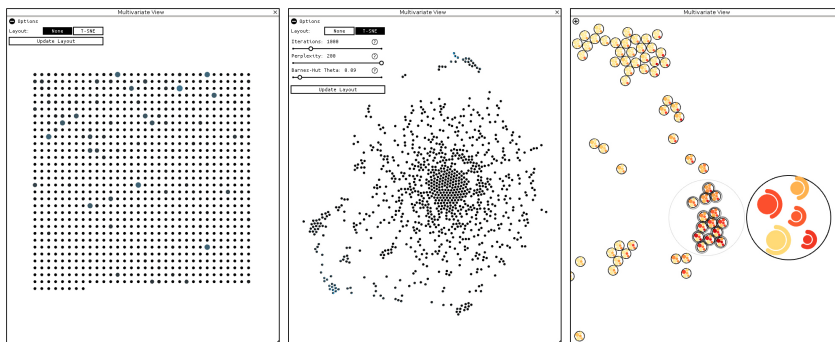 Multivariate View
Options
Layout: None T-SNE
Update Layout
Multivariate View
Options
Layout: None T-SNE
Iterations: 1000 ?
Perplexity: 200 ?
Barnes-Hut Theta: 0.09 ?
Update Layout
Multivariate View